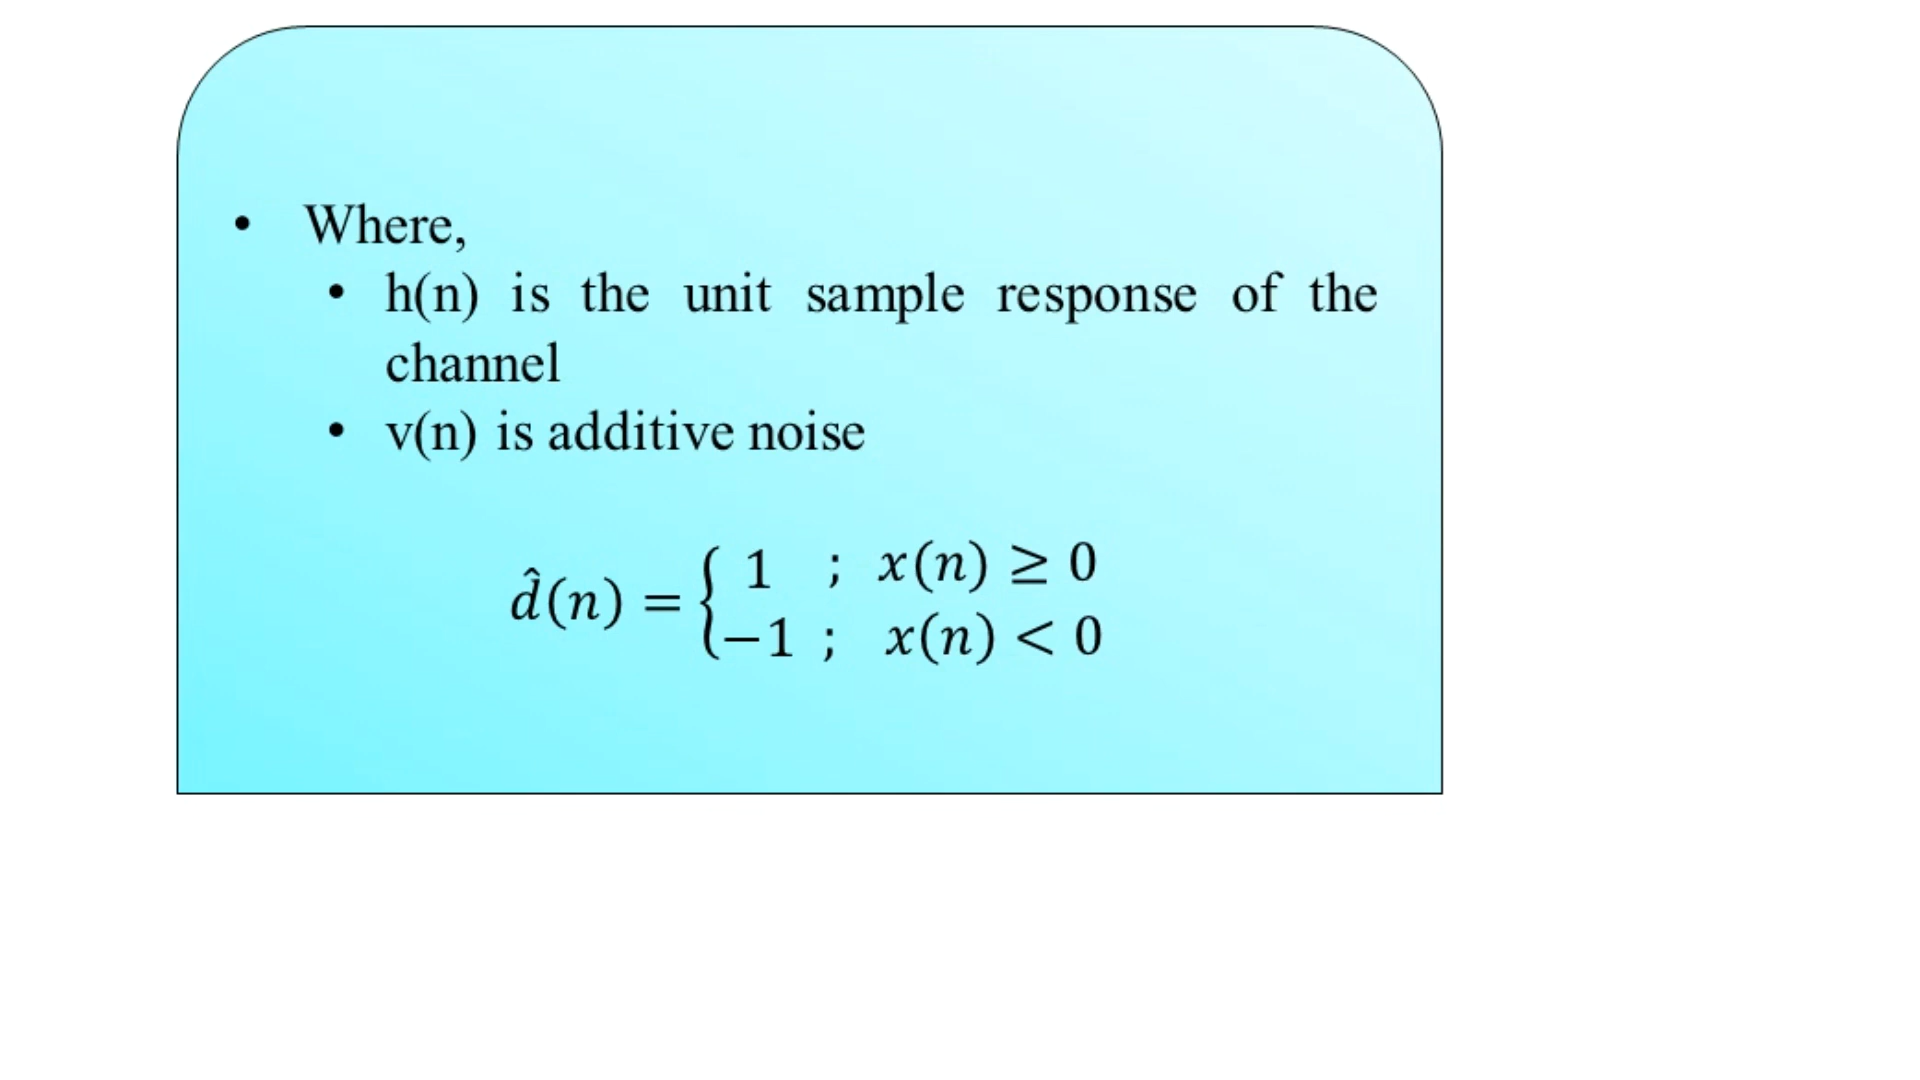 • Where,
• h(n) is the unit sample response of the
channel
• v(n) is additive noise
d̂(n) = { 1 ; x(n) ≥ 0
−1 ; x(n) < 0